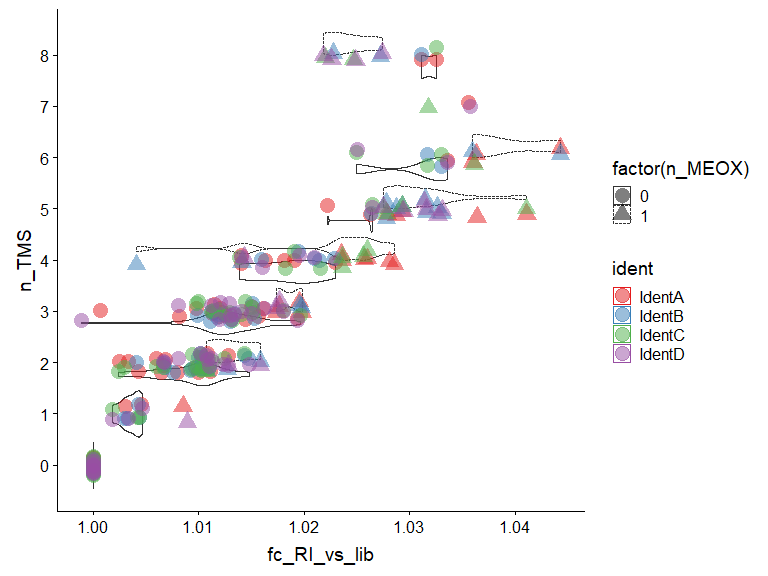 8
7
6
5
4
3
2
1
0
n_TMS
1.00 1.01 1.02 1.03 1.04
fc_RI_vs_lib
factor(n_MEOX)
0
1
ident
IdentA
IdentB
IdentC
IdentD